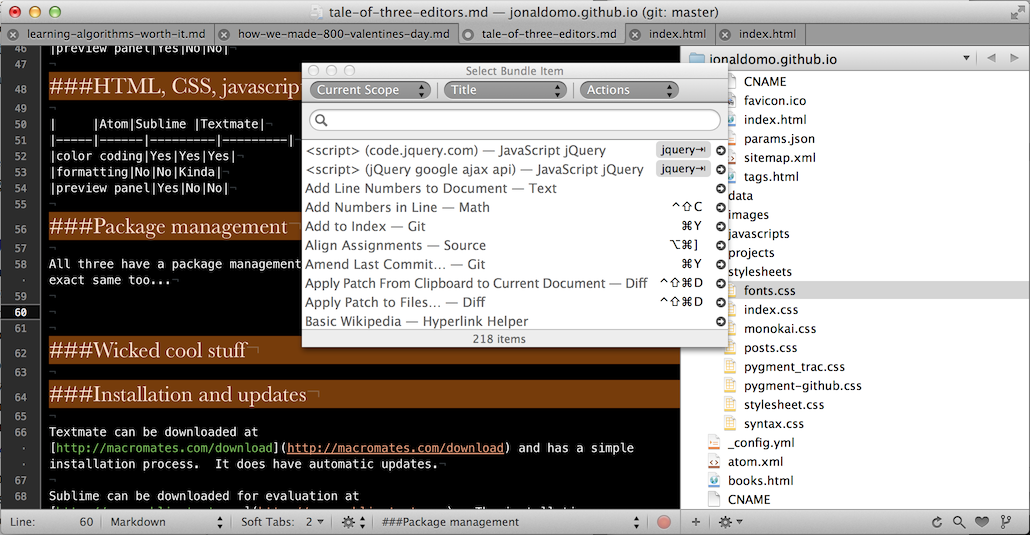 tale-of-three-editors.md — jonaldomo.github.io (git: master)
learning-algorithms-worth-it.md
how-we-made-800-valentines-day.md
tale-of-three-editors.md
index.html
index.html
46 |preview panel|Yes|No|No|
47
48 ###HTML, CSS, javascrip
49
50 |     |Atom|Sublime |Textmate|
51 |-----|------|---------|---------|
52 |color coding|Yes|Yes|Yes|
53 |formatting|No|No|Kinda|
54 |preview panel|Yes|No|No|
55
56 ###Package management
57
58 All three have a package management
exact same too...
59
60
61
62 ###Wicked cool stuff
63
64 ###Installation and updates
65
66 Textmate can be downloaded at
[http://macromates.com/download](http://macromates.com/download) and has a simple
installation process.  It does have automatic updates.
67
68 Sublime can be downloaded for evaluation at
Select Bundle Item
Current Scope
Title
Actions
<script> (code.jquery.com) — JavaScript jQuery jquery⇥
<script> (jQuery google ajax api) — JavaScript jQuery jquery⇥
Add Line Numbers to Document — Text
Add Numbers in Line — Math ^⇧C
Add to Index — Git ⌘Y
Align Assignments — Source ⌥⌘]
Amend Last Commit… — Git ⌘Y
Apply Patch From Clipboard to Current Document — Diff ^⇧⌘D
Apply Patch to Files… — Diff ^⇧⌘D
Basic Wikipedia — Hyperlink Helper
218 items
jonaldomo.github.io
CNAME
favicon.ico
index.html
params.json
sitemap.xml
tags.html
data
images
javascripts
projects
stylesheets
fonts.css
index.css
monokai.css
posts.css
pygment_trac.css
pygment-github.css
stylesheet.css
syntax.css
_config.yml
atom.xml
books.html
CNAME
Line: 60
Markdown
Soft Tabs: 2
###Package management